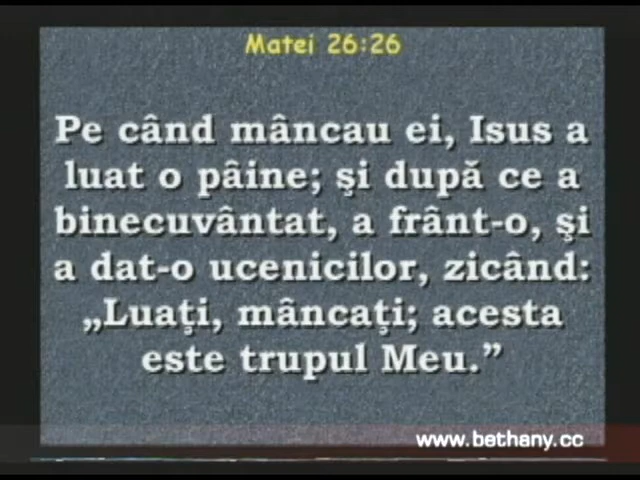 Matei 26:26
Pe când mâncau ei, Isus a
luat o pâine; şi după ce a
binecuvântat, a frânt-o, şi
a dat-o ucenicilor, zicând:
„Luaţi, mâncaţi; acesta
este trupul Meu.”
www.bethany.cc